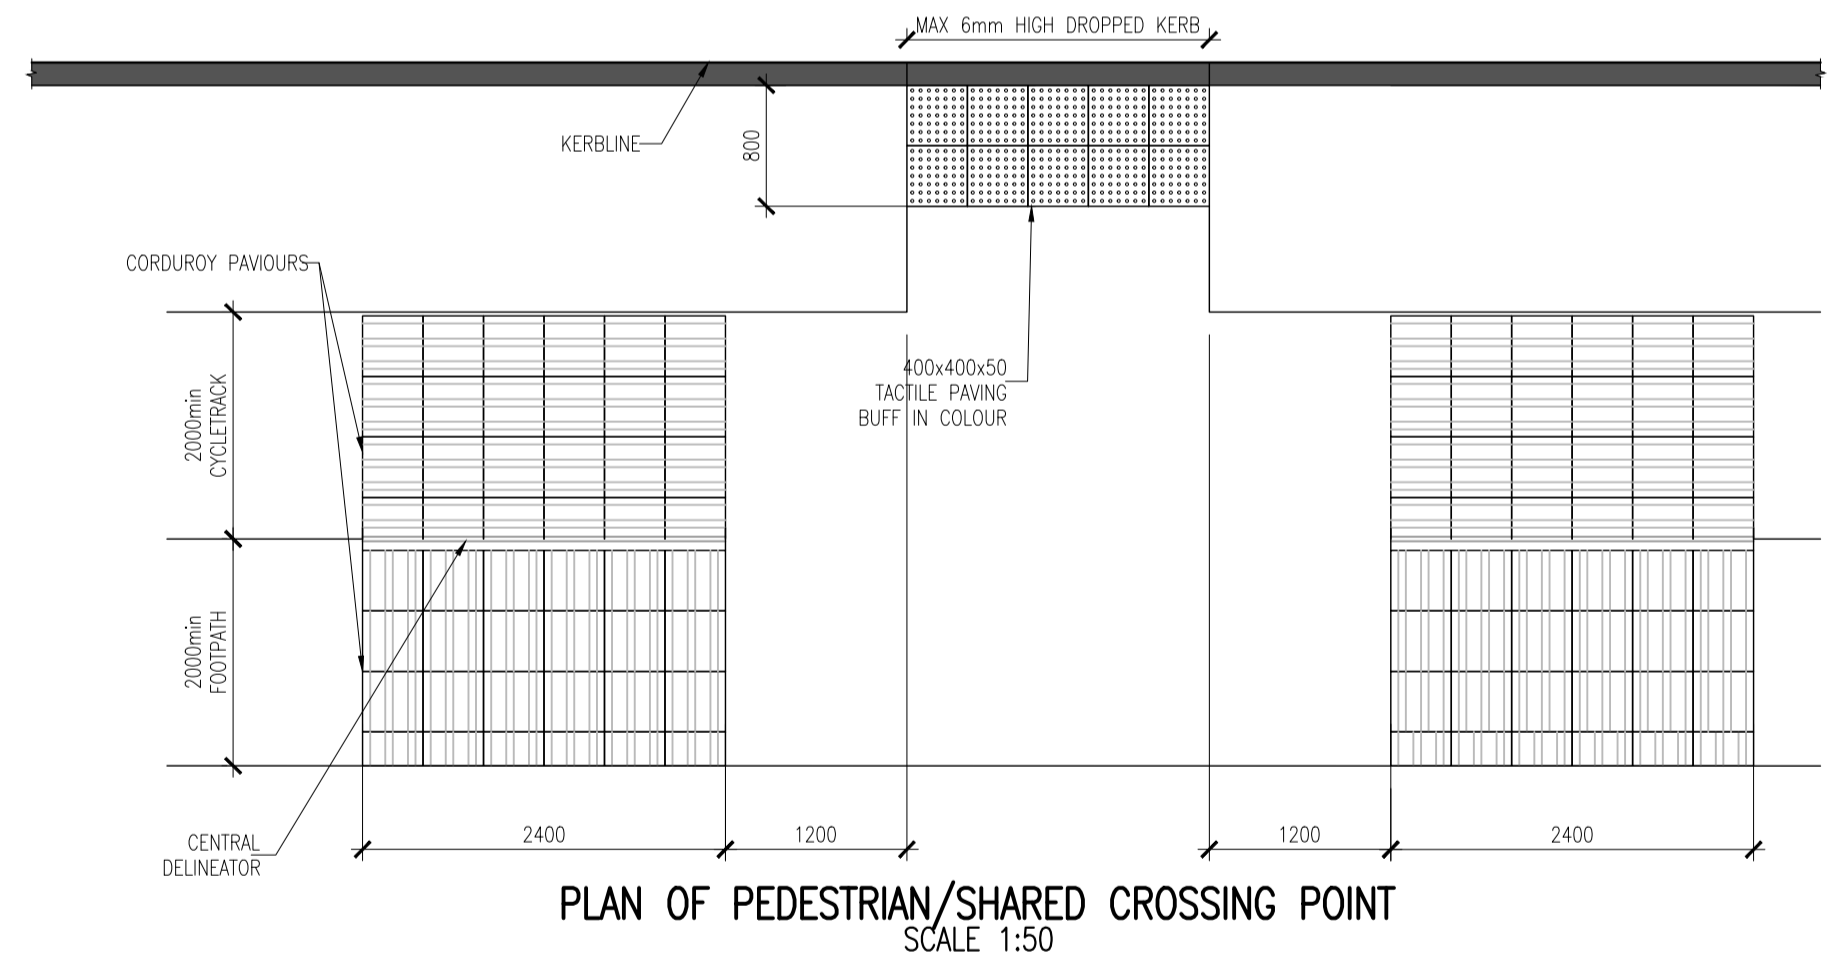 MAX 6mm HIGH DROPPED KERB
KERBLINE
800
CORDUROY PAVIOURS
400x400x50
TACTILE PAVING
BUFF IN COLOUR
2000min
CYCLETRACK
2000min
FOOTPATH
CENTRAL
DELINEATOR
2400
1200
1200
2400
PLAN OF PEDESTRIAN/SHARED CROSSING POINT
SCALE 1:50